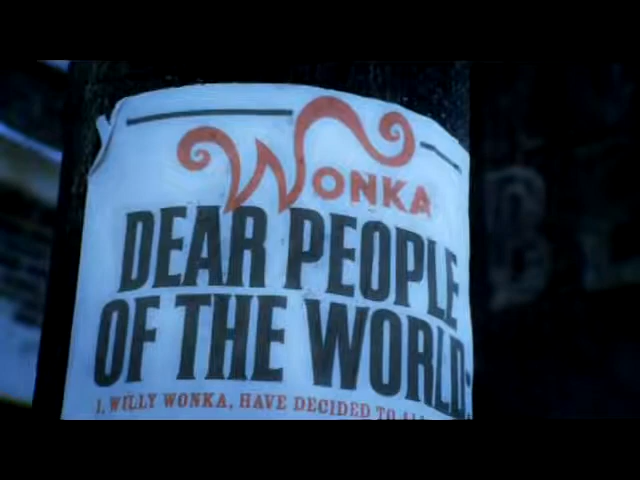 WONKA
DEAR PEOPLE
OF THE WORLD:
I, WILLY WONKA, HAVE DECIDED TO